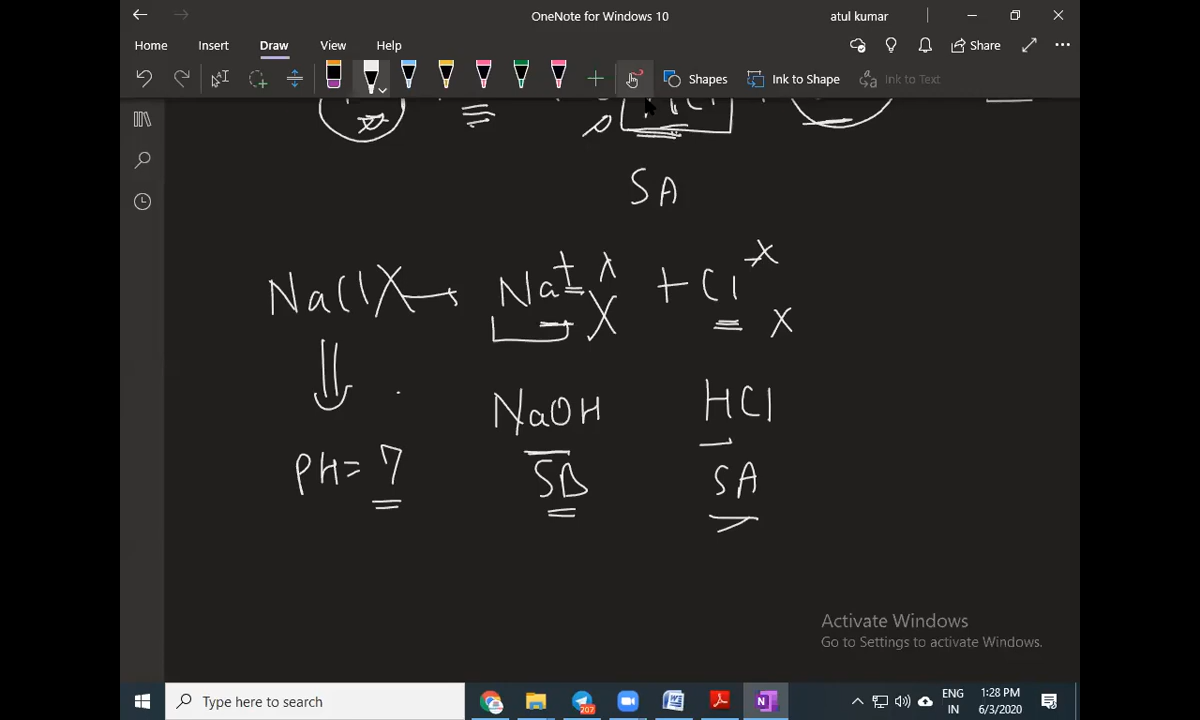 OneNote for Windows 10
atul kumar
Home Insert Draw View Help
Share
Shapes
Ink to Shape
Ink to Text
SA
NaCl X → Na+ X X + Cl X X
NaOH HCl
PH = 7
SB SA
Activate Windows
Go to Settings to activate Windows.
Type here to search
207
ENG
IN
1:28 PM
6/3/2020